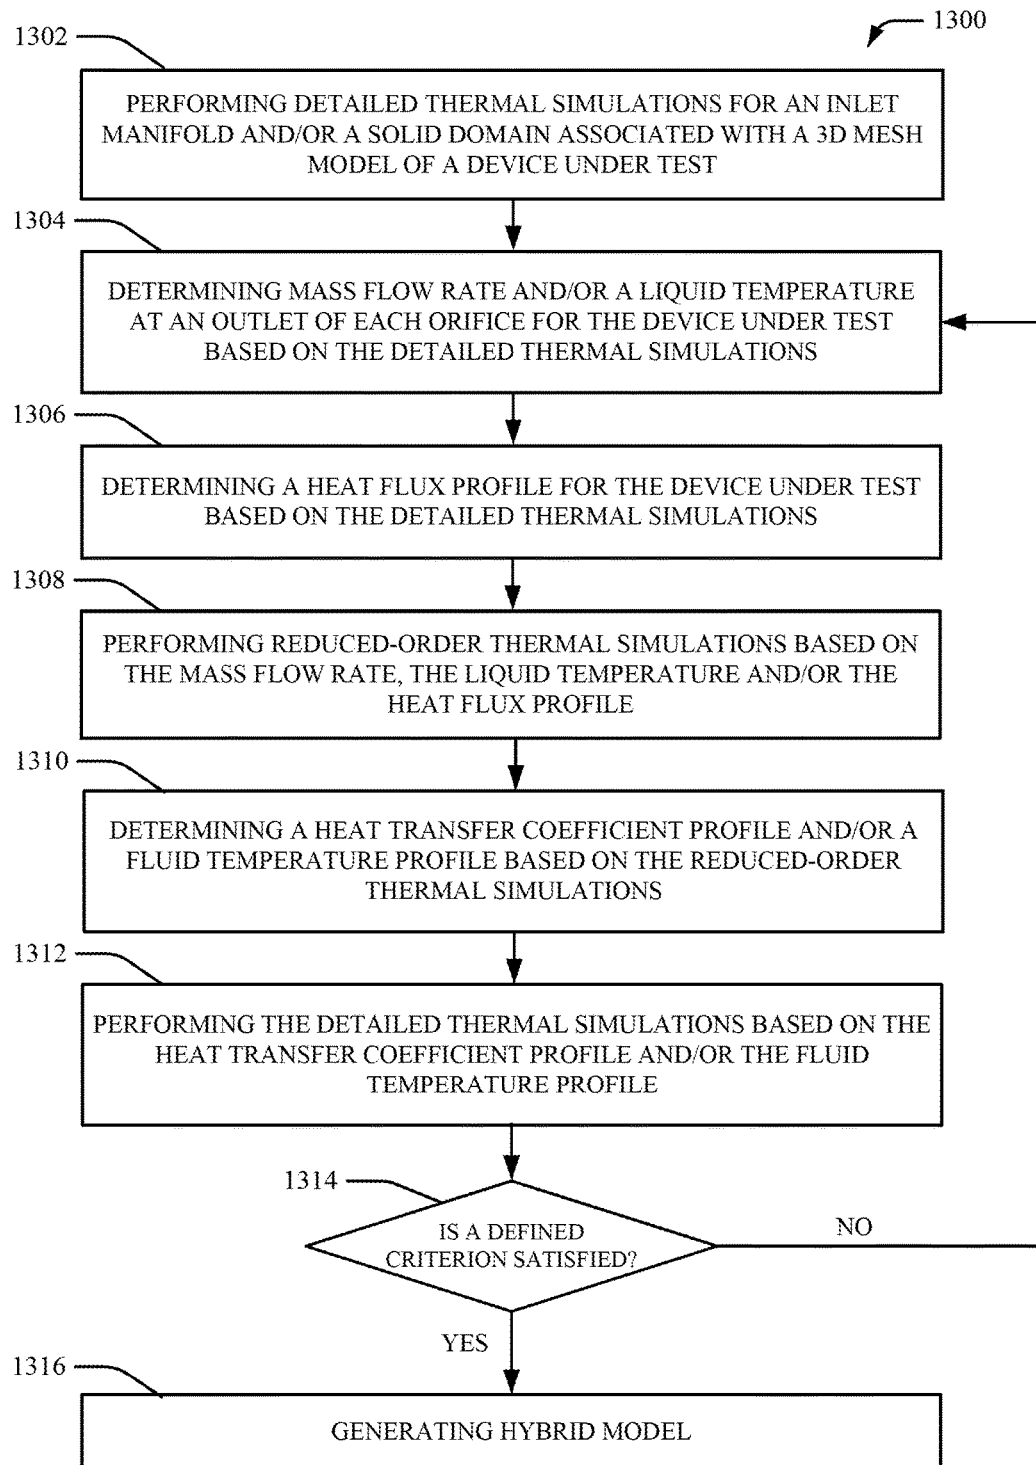 1300
1302
PERFORMING DETAILED THERMAL SIMULATIONS FOR AN INLET
MANIFOLD AND/OR A SOLID DOMAIN ASSOCIATED WITH A 3D MESH
MODEL OF A DEVICE UNDER TEST
1304
DETERMINING MASS FLOW RATE AND/OR A LIQUID TEMPERATURE
AT AN OUTLET OF EACH ORIFICE FOR THE DEVICE UNDER TEST
BASED ON THE DETAILED THERMAL SIMULATIONS
1306
DETERMINING A HEAT FLUX PROFILE FOR THE DEVICE UNDER TEST
BASED ON THE DETAILED THERMAL SIMULATIONS
1308
PERFORMING REDUCED-ORDER THERMAL SIMULATIONS BASED ON
THE MASS FLOW RATE, THE LIQUID TEMPERATURE AND/OR THE
HEAT FLUX PROFILE
1310
DETERMINING A HEAT TRANSFER COEFFICIENT PROFILE AND/OR A
FLUID TEMPERATURE PROFILE BASED ON THE REDUCED-ORDER
THERMAL SIMULATIONS
1312
PERFORMING THE DETAILED THERMAL SIMULATIONS BASED ON THE
HEAT TRANSFER COEFFICIENT PROFILE AND/OR THE FLUID
TEMPERATURE PROFILE
1314
IS A DEFINED
CRITERION SATISFIED?
NO
YES
1316
GENERATING HYBRID MODEL